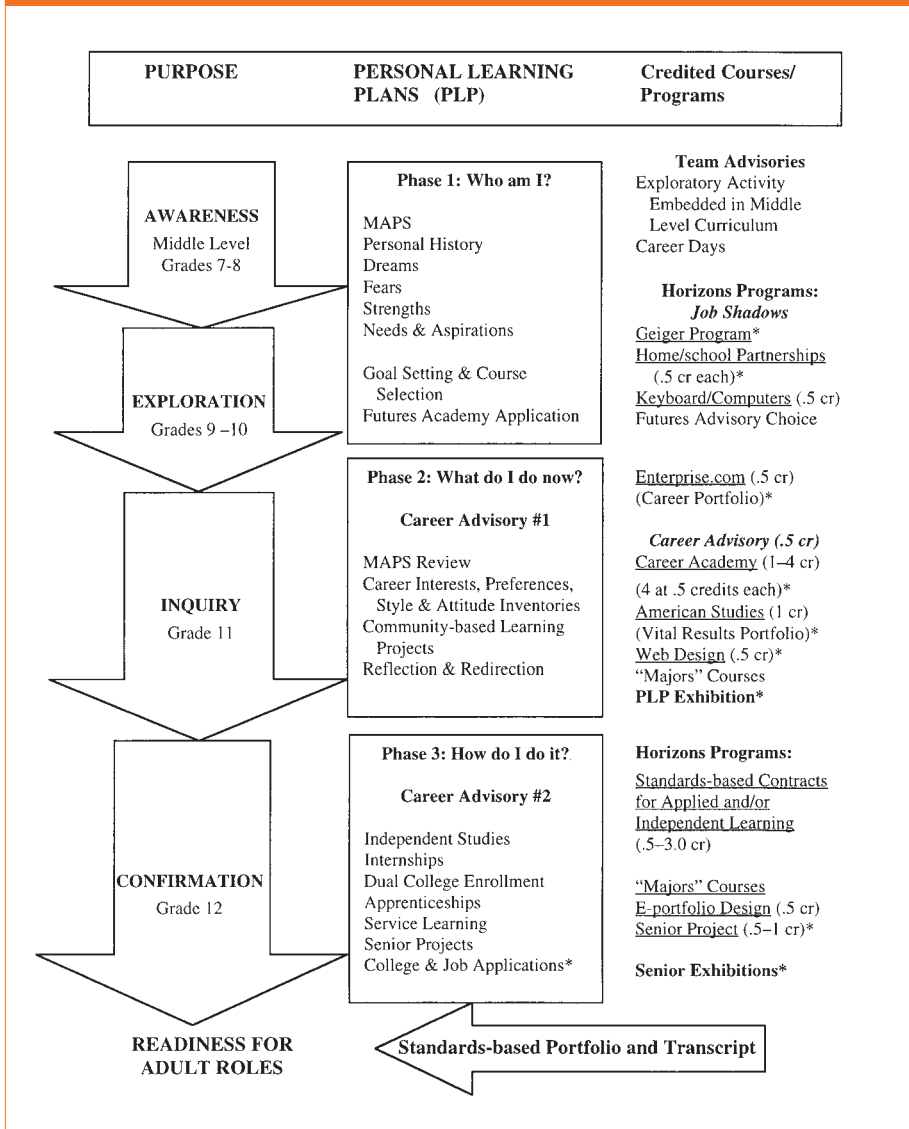 PURPOSE
PERSONAL LEARNING
PLANS (PLP)
Credited Courses/
Programs
AWARENESS
Middle Level
Grades 7-8
EXPLORATION
Grades 9 –10
INQUIRY
Grade 11
CONFIRMATION
Grade 12
READINESS FOR
ADULT ROLES
Phase 1: Who am I?
MAPS
Personal History
Dreams
Fears
Strengths
Needs & Aspirations
Goal Setting & Course
Selection
Futures Academy Application
Phase 2: What do I do now?
Career Advisory #1
MAPS Review
Career Interests, Preferences,
Style & Attitude Inventories
Community-based Learning
Projects
Reflection & Redirection
Phase 3: How do I do it?
Career Advisory #2
Independent Studies
Internships
Dual College Enrollment
Apprenticeships
Service Learning
Senior Projects
College & Job Applications*
Team Advisories
Exploratory Activity
Embedded in Middle
Level Curriculum
Career Days
Horizons Programs:
Job Shadows
Geiger Program*
Home/school Partnerships
(.5 cr each)*
Keyboard/Computers (.5 cr)
Futures Advisory Choice
Enterprise.com (.5 cr)
(Career Portfolio)*
Career Advisory (.5 cr)
Career Academy (1–4 cr)
(4 at .5 credits each)*
American Studies (1 cr)
(Vital Results Portfolio)*
Web Design (.5 cr)*
“Majors” Courses
PLP Exhibition*
Horizons Programs:
Standards-based Contracts
for Applied and/or
Independent Learning
(.5–3.0 cr)
“Majors” Courses
E-portfolio Design (.5 cr)
Senior Project (.5–1 cr)*
Senior Exhibitions*
Standards-based Portfolio and Transcript